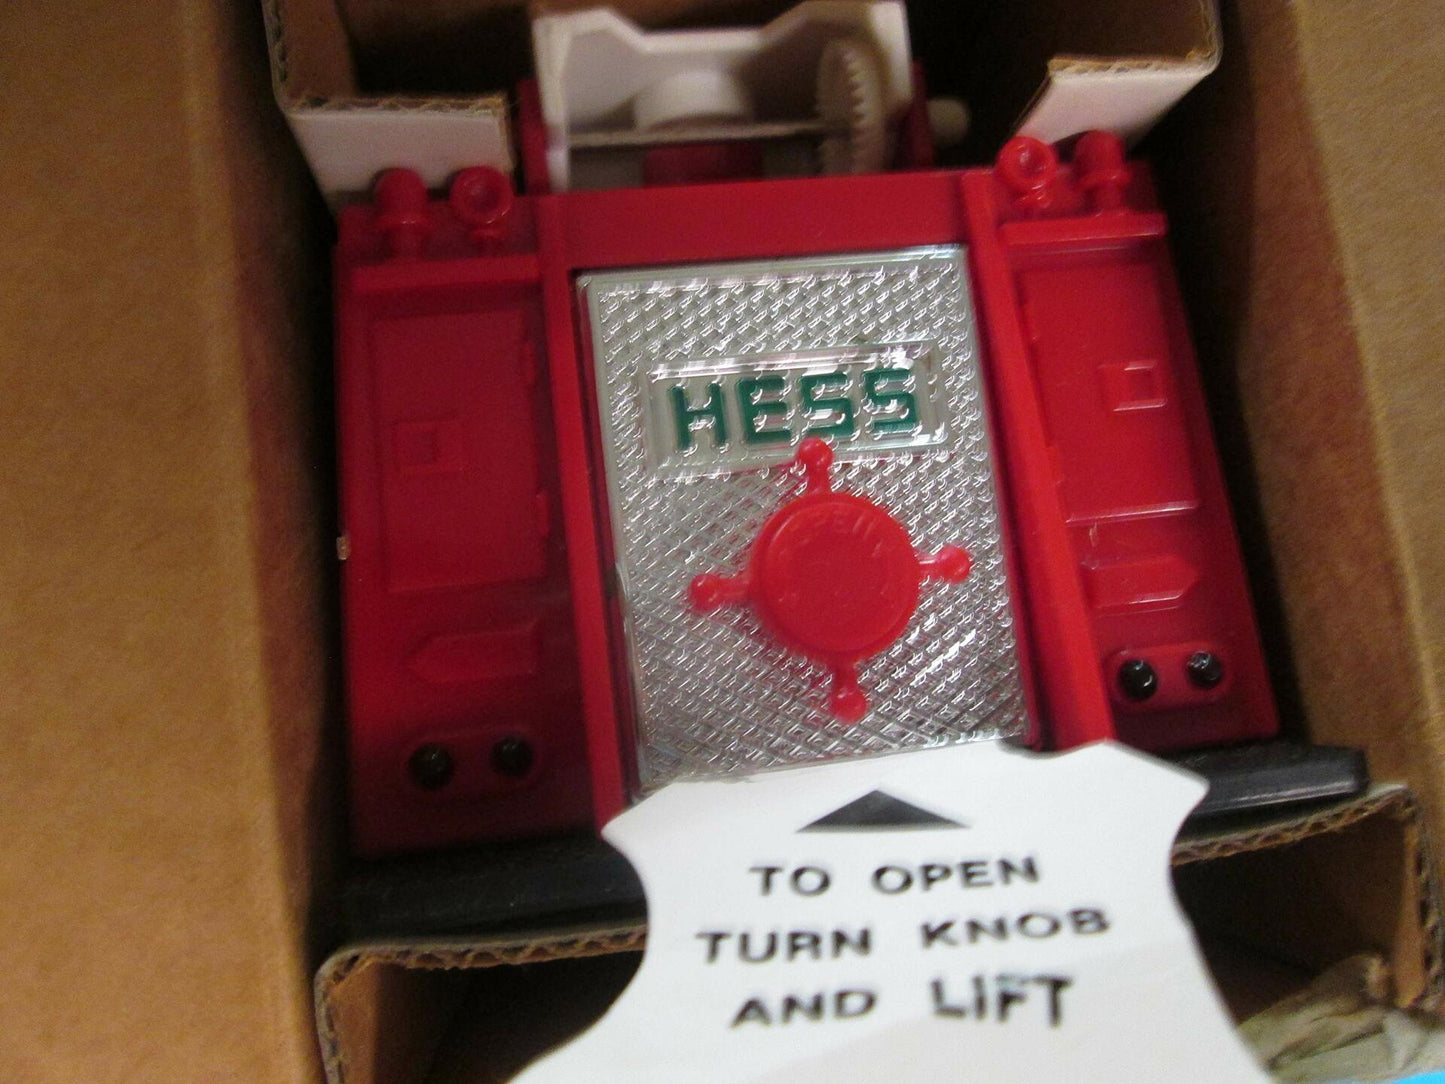 HESS
TO OPEN
TURN KNOB
AND LIFT